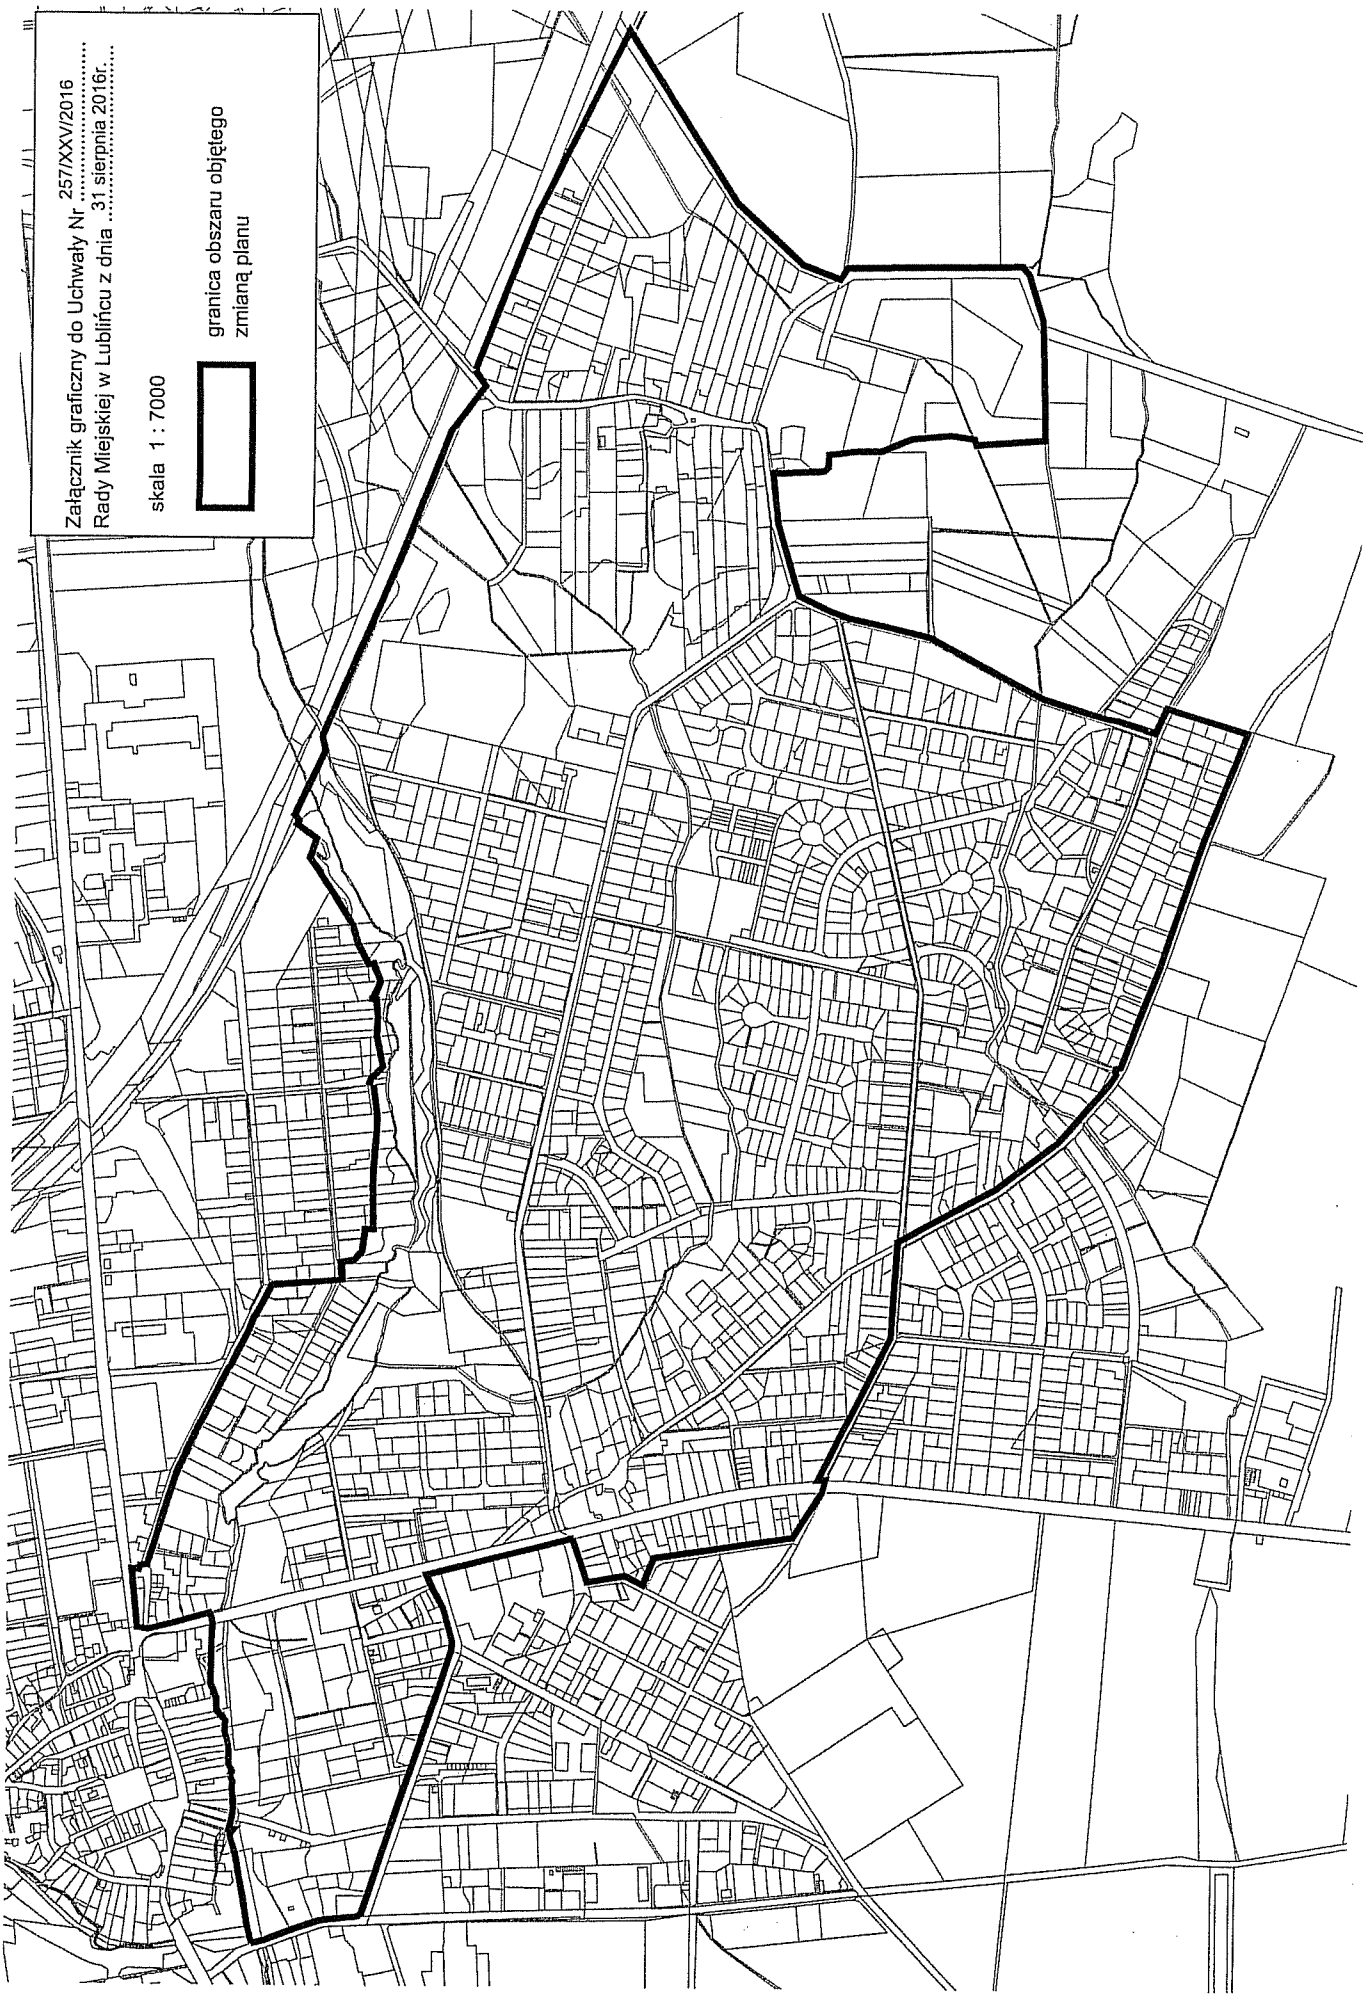 Załącznik graficzny do Uchwały Nr 257/XXV/2016
Rady Miejskiej w Lublińcu z dnia 31 sierpnia 2016r.
skala 1 : 7000
granica obszaru objętego
zmianą planu